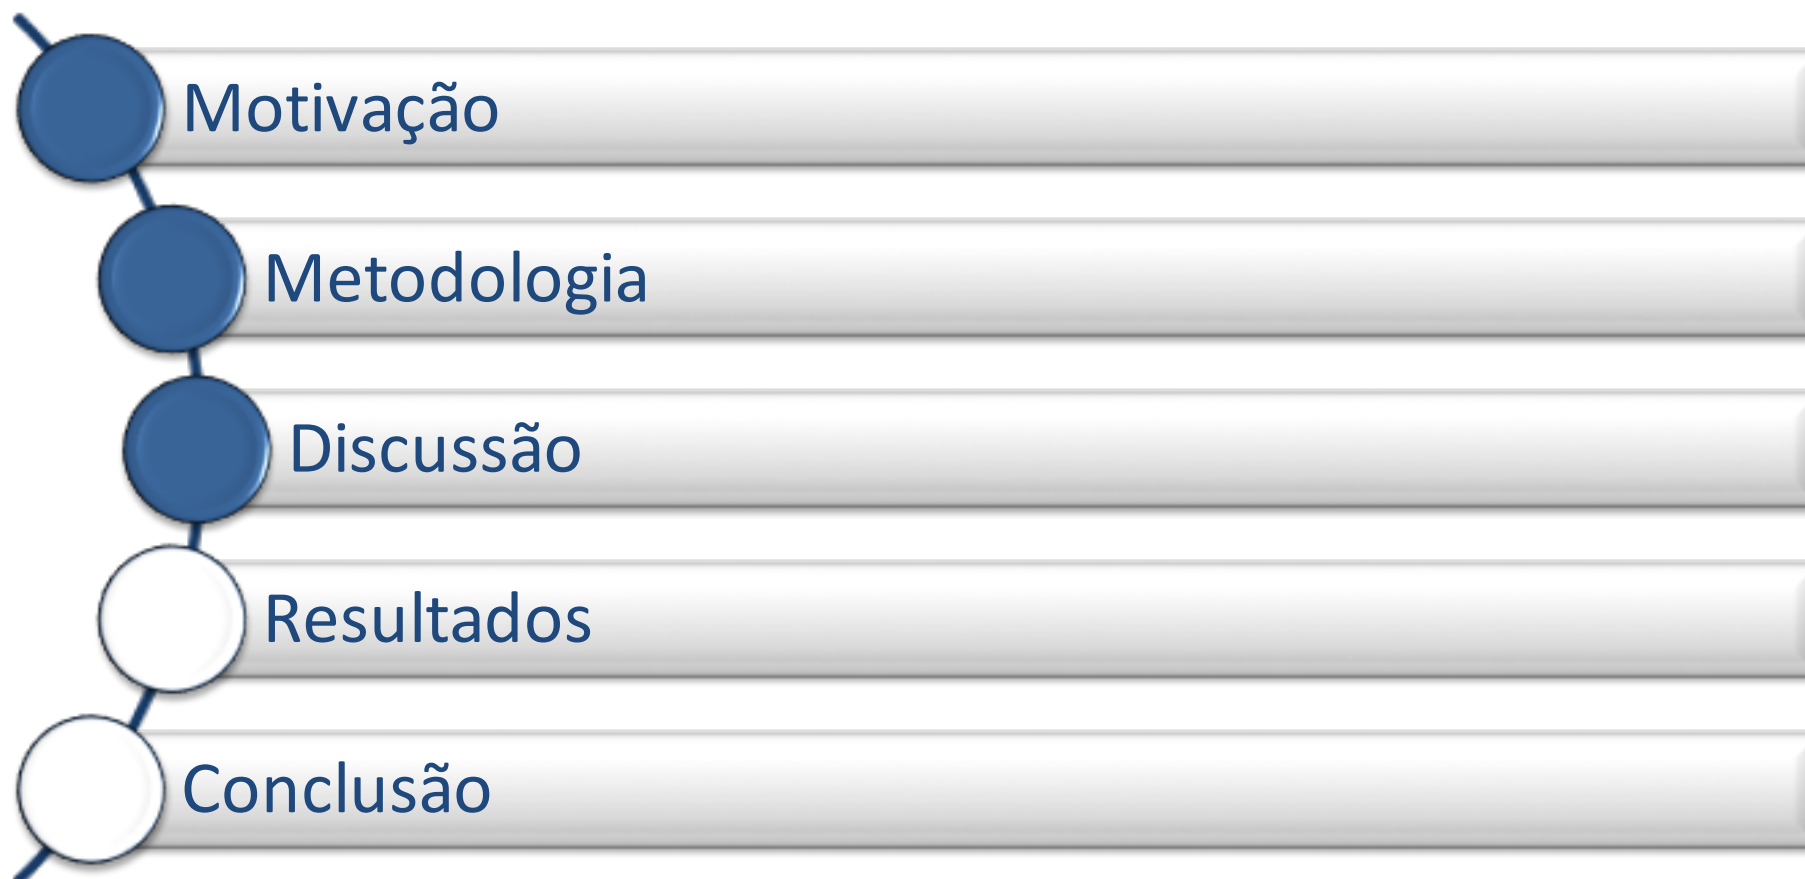 Motivação
Metodologia
Discussão
Resultados
Conclusão